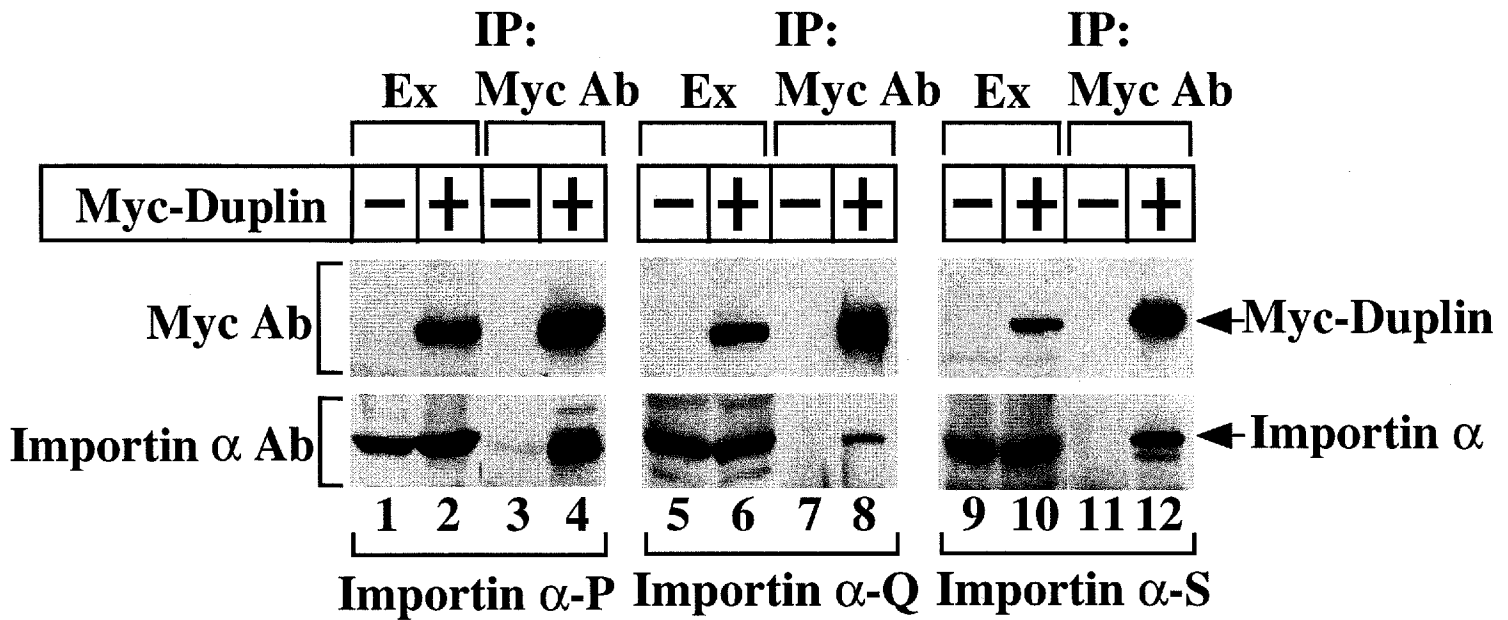 IP: IP: IP:
Ex Myc Ab Ex Myc Ab Ex Myc Ab
Myc-Duplin − + − + − + − + − + − +
Myc Ab Myc-Duplin
Importin α Ab Importin α
1 2 3 4 5 6 7 8 9 10 11 12
Importin α-P Importin α-Q Importin α-S